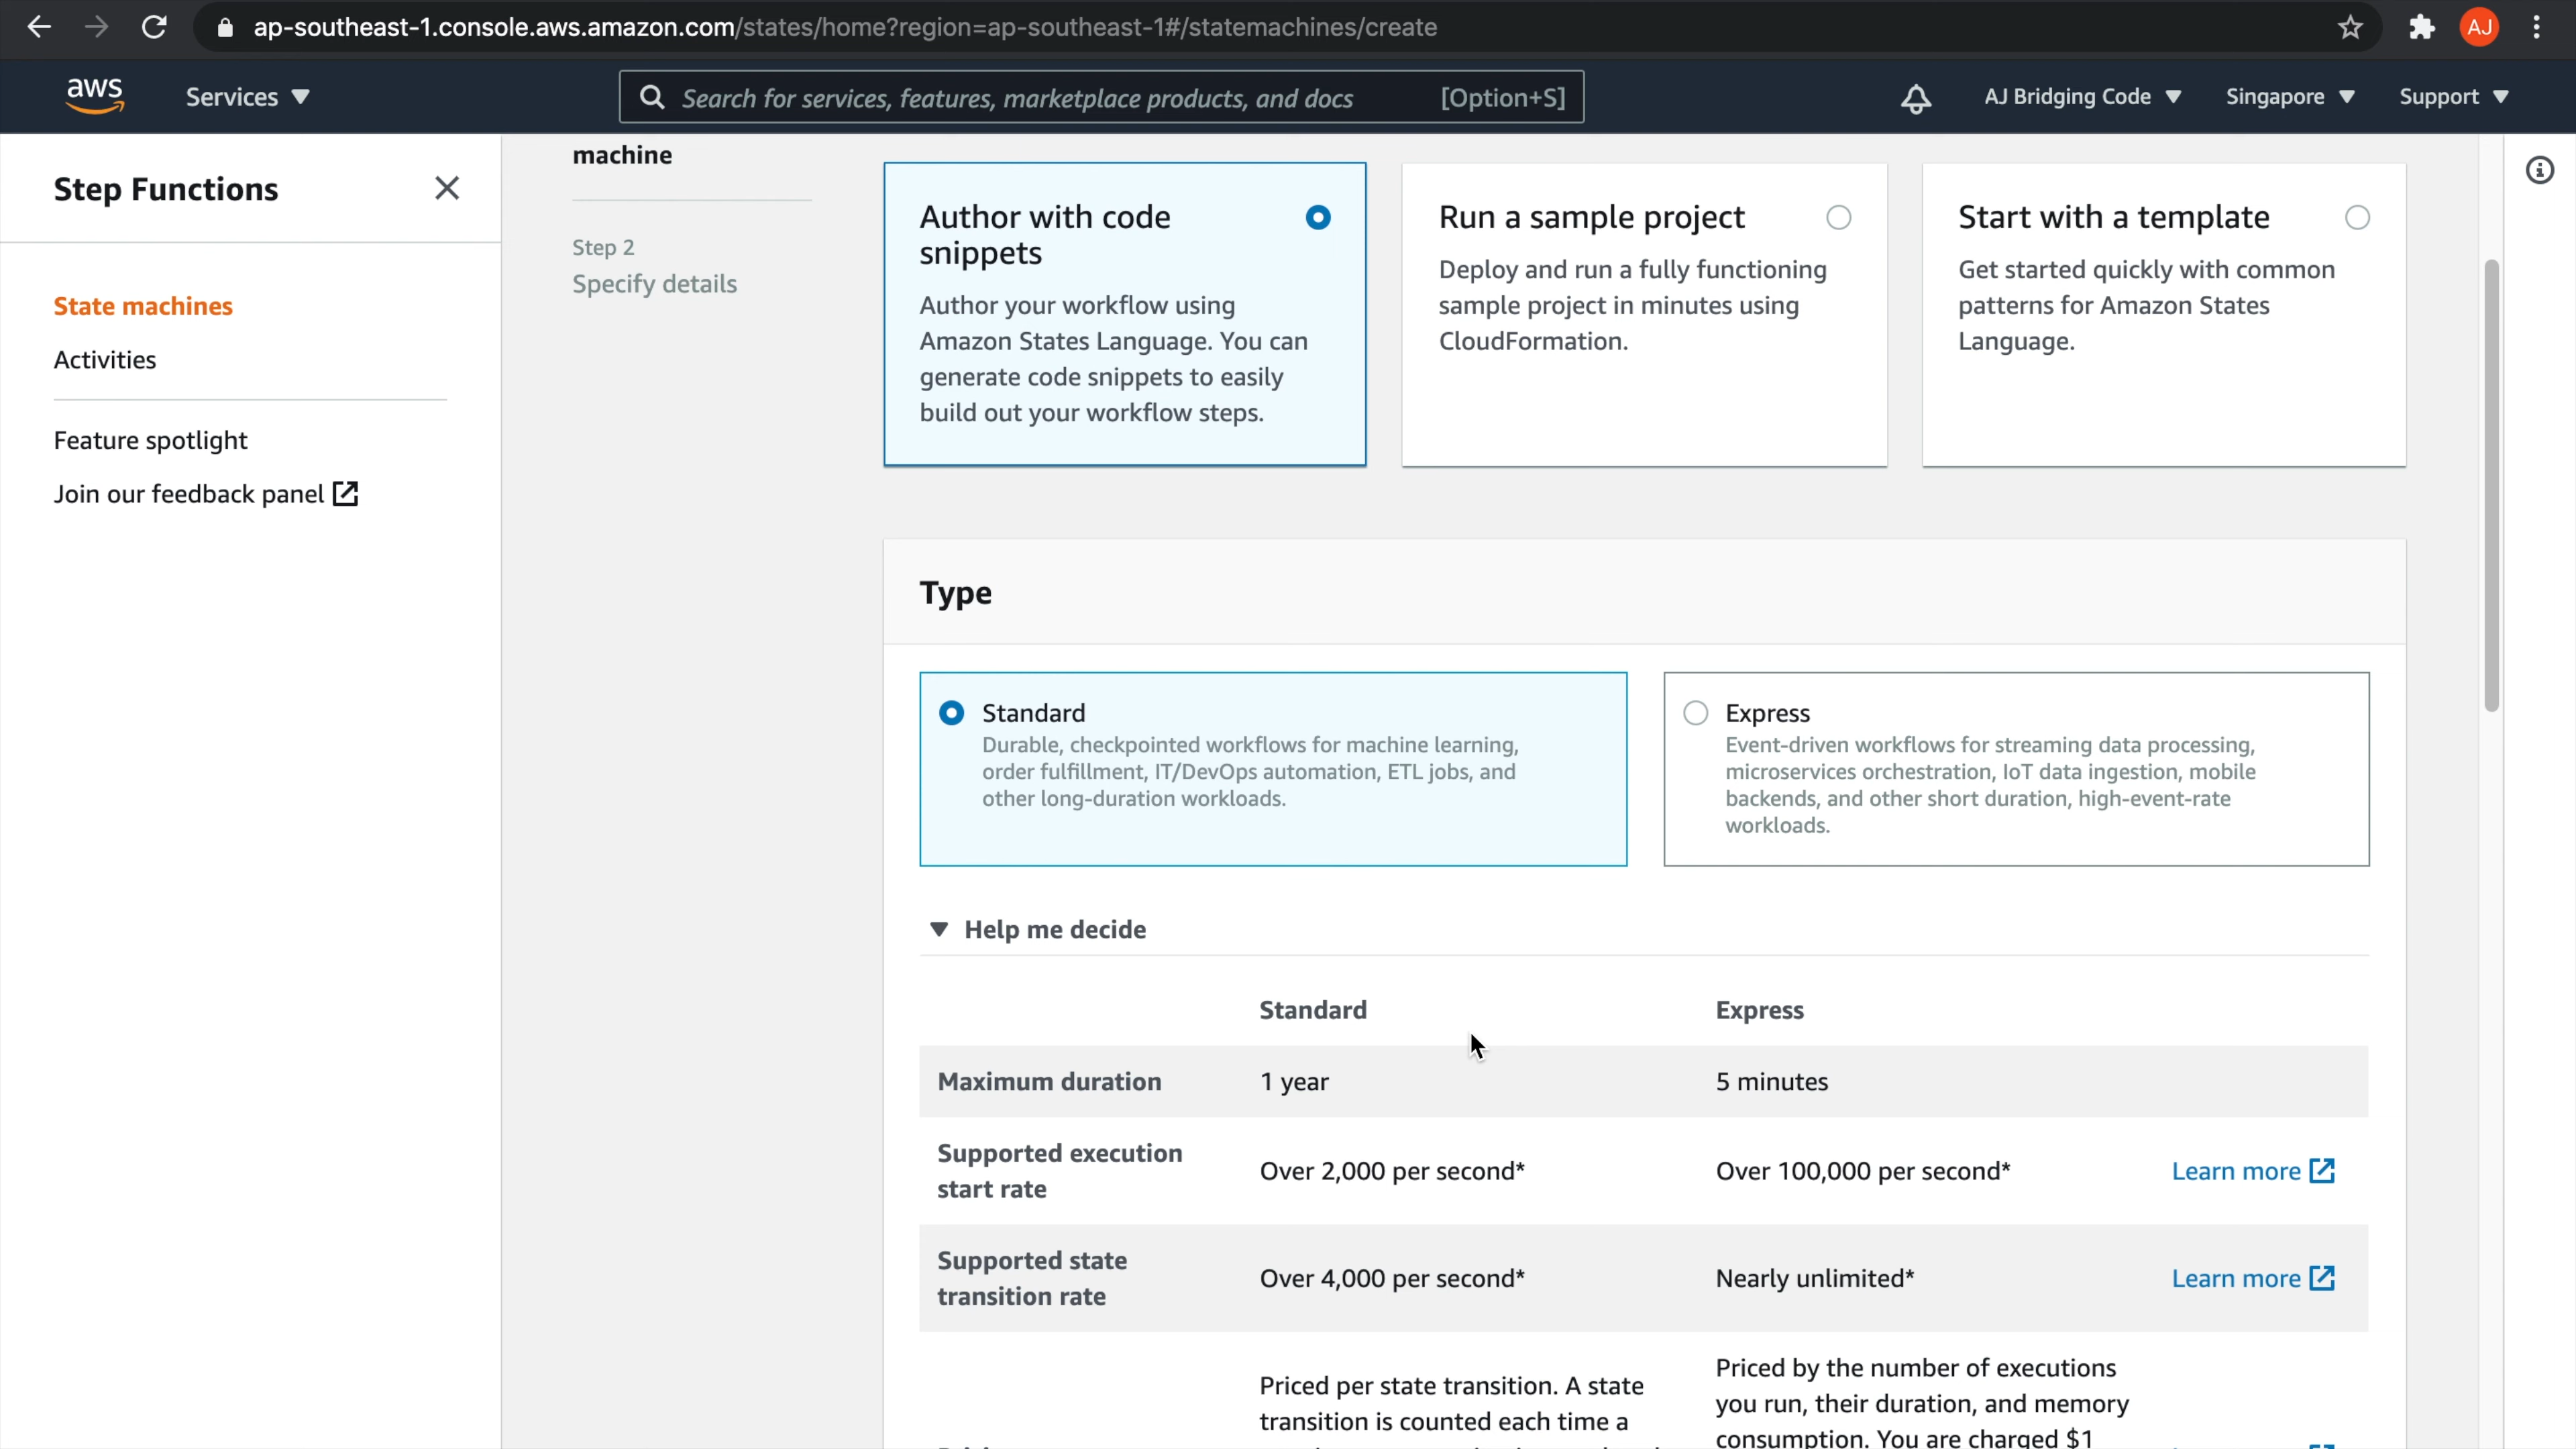 ap-southeast-1.console.aws.amazon.com/states/home?region=ap-southeast-1#/statemachines/create
AJ
aws
Services
Search for services, features, marketplace products, and docs
[Option+S]
AJ Bridging Code
Singapore
Support
Step Functions
State machines
Activities
Feature spotlight
Join our feedback panel
machine
Step 2
Specify details
Author with code
snippets
Author your workflow using
Amazon States Language. You can
generate code snippets to easily
build out your workflow steps.
Run a sample project
Deploy and run a fully functioning
sample project in minutes using
CloudFormation.
Start with a template
Get started quickly with common
patterns for Amazon States
Language.
Type
Standard
Durable, checkpointed workflows for machine learning,
order fulfillment, IT/DevOps automation, ETL jobs, and
other long-duration workloads.
Express
Event-driven workflows for streaming data processing,
microservices orchestration, IoT data ingestion, mobile
backends, and other short duration, high-event-rate
workloads.
Help me decide
Standard
Express
Maximum duration
1 year
5 minutes
Supported execution
start rate
Over 2,000 per second*
Over 100,000 per second*
Learn more
Supported state
transition rate
Over 4,000 per second*
Nearly unlimited*
Learn more
Priced per state transition. A state
transition is counted each time a
Priced by the number of executions
you run, their duration, and memory
consumption. You are charged $1